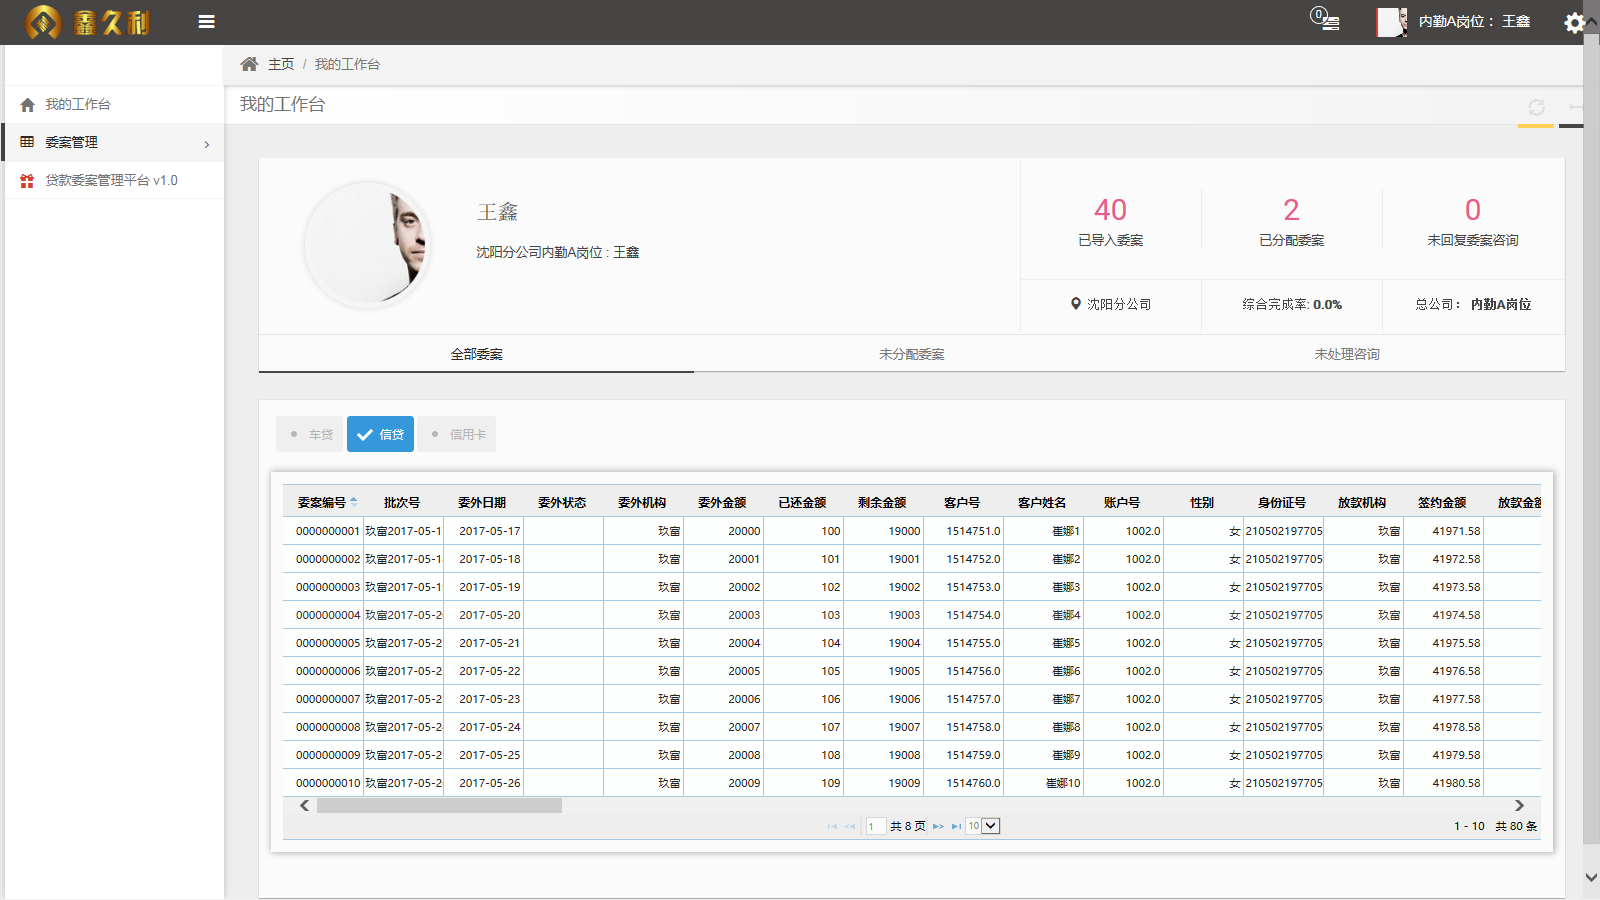 鑫久利
0
内勤A岗位： 王鑫
主页 / 我的工作台
我的工作台
我的工作台
委案管理
贷款委案管理平台 v1.0
王鑫
沈阳分公司内勤A岗位 : 王鑫
40 2 0
已导入委案 已分配委案 未回复委案咨询
沈阳分公司 综合完成率: 0.0% 总公司： 内勤A岗位
全部委案 未分配委案 未处理咨询
车贷 信贷 信用卡
委案编号 批次号 委外日期 委外状态 委外机构 委外金额 已还金额 剩余金额 客户号 客户姓名 账户号 性别 身份证号 放款机构 签约金额 放款金额
0000000001 玖富2017-05-1 2017-05-17 玖富 20000 100 19000 1514751.0 崔娜1 1002.0 女 210502197705 玖富 41971.58
0000000002 玖富2017-05-1 2017-05-18 玖富 20001 101 19001 1514752.0 崔娜2 1002.0 女 210502197705 玖富 41972.58
0000000003 玖富2017-05-1 2017-05-19 玖富 20002 102 19002 1514753.0 崔娜3 1002.0 女 210502197705 玖富 41973.58
0000000004 玖富2017-05-2 2017-05-20 玖富 20003 103 19003 1514754.0 崔娜4 1002.0 女 210502197705 玖富 41974.58
0000000005 玖富2017-05-2 2017-05-21 玖富 20004 104 19004 1514755.0 崔娜5 1002.0 女 210502197705 玖富 41975.58
0000000006 玖富2017-05-2 2017-05-22 玖富 20005 105 19005 1514756.0 崔娜6 1002.0 女 210502197705 玖富 41976.58
0000000007 玖富2017-05-2 2017-05-23 玖富 20006 106 19006 1514757.0 崔娜7 1002.0 女 210502197705 玖富 41977.58
0000000008 玖富2017-05-2 2017-05-24 玖富 20007 107 19007 1514758.0 崔娜8 1002.0 女 210502197705 玖富 41978.58
0000000009 玖富2017-05-2 2017-05-25 玖富 20008 108 19008 1514759.0 崔娜9 1002.0 女 210502197705 玖富 41979.58
0000000010 玖富2017-05-2 2017-05-26 玖富 20009 109 19009 1514760.0 崔娜10 1002.0 女 210502197705 玖富 41980.58
1 共 8 页 10 1 - 10 共 80 条